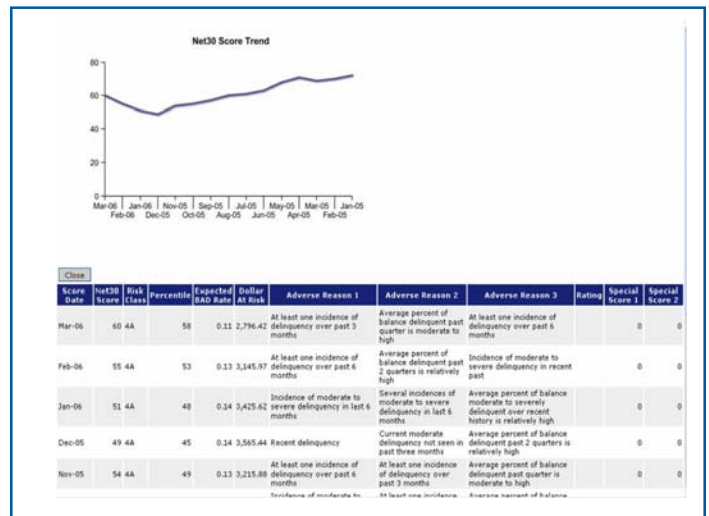 Net30 Score Trend
80
60
40
20
0
Mar-06 Jan-06 Nov-05 Sep-05 Jul-05 May-05 Mar-05 Jan-05
Feb-06 Dec-05 Oct-05 Aug-05 Jun-05 Apr-05 Feb-05
Close
Score Date Net30 Score Risk Class Percentile Expected BAD Rate Dollar At Risk Adverse Reason 1 Adverse Reason 2 Adverse Reason 3 Rating Special Score 1 Special Score 2
Mar-06 60 4A 58 0.11 2,796.42 At least one incidence of delinquency over past 3 months Average percent of balance delinquent past quarter is moderate to high At least one incidence of delinquency over past 6 months 0 0
Feb-06 55 4A 53 0.13 3,145.97 At least one incidence of delinquency over past 6 months Average percent of balance delinquent past 2 quarters is relatively high Incidence of moderate to severe delinquency in recent past 0 0
Jan-06 51 4A 48 0.14 3,425.62 Incidence of moderate to severe delinquency in last 6 months Several incidences of moderate to severe delinquency in last 6 months Average percent of balance moderate to severely delinquent over recent history is relatively high 0 0
Dec-05 49 4A 45 0.14 3,565.44 Recent delinquency Current moderate delinquency not seen in past three months Average percent of balance delinquent past 2 quarters is relatively high 0 0
Nov-05 54 4A 49 0.13 3,215.88 At least one incidence of delinquency over past 6 months At least one incidence of delinquency over past 3 months Average percent of balance delinquent past quarter is moderate to high 0 0
Incidence of moderate to At least one incidence Average percent of balance